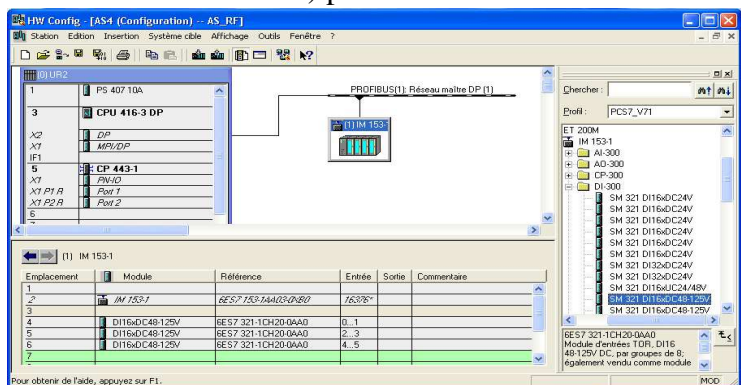 HW Config - [AS4 (Configuration) -- AS_RF]
Station Edition Insertion Système cible Affichage Outils Fenêtre ?
(0) UR2
1 PS 407 10A
3 CPU 416-3 DP
X2 DP
X1 MPI/DP
IF1
5 CP 443-1
X1 PN-IO
X1 P1 R Port 1
X1 P2 R Port 2
6
PROFIBUS(1): Réseau maître DP (1)
(1) IM 153-
Chercher :
Profil : PCS7_V71
ET 200M
IM 153-1
AI-300
AO-300
CP-300
DI-300
SM 321 DI16xDC24V
SM 321 DI16xDC24V
SM 321 DI16xDC24V
SM 321 DI16xDC24V
SM 321 DI16xDC24V
SM 321 DI32xDC24V
SM 321 DI32xDC24V
SM 321 DI16xUC24/48V
SM 321 DI16xDC48-125V
SM 321 DI16xDC48-125V
6ES7 321-1CH20-0AA0
Module d'entrées TOR, DI16
48-125V DC, par groupes de 8;
également vendu comme module
(1) IM 153-1
Emplacement Module Référence Entrée Sortie Commentaire
1
2 IM 153-1 6ES7 153-1AA03-0XB0 16376*
3
4 DI16xDC48-125V 6ES7 321-1CH20-0AA0 0...1
5 DI16xDC48-125V 6ES7 321-1CH20-0AA0 2...3
6 DI16xDC48-125V 6ES7 321-1CH20-0AA0 4...5
7
Pour obtenir de l'aide, appuyez sur F1.
MOD